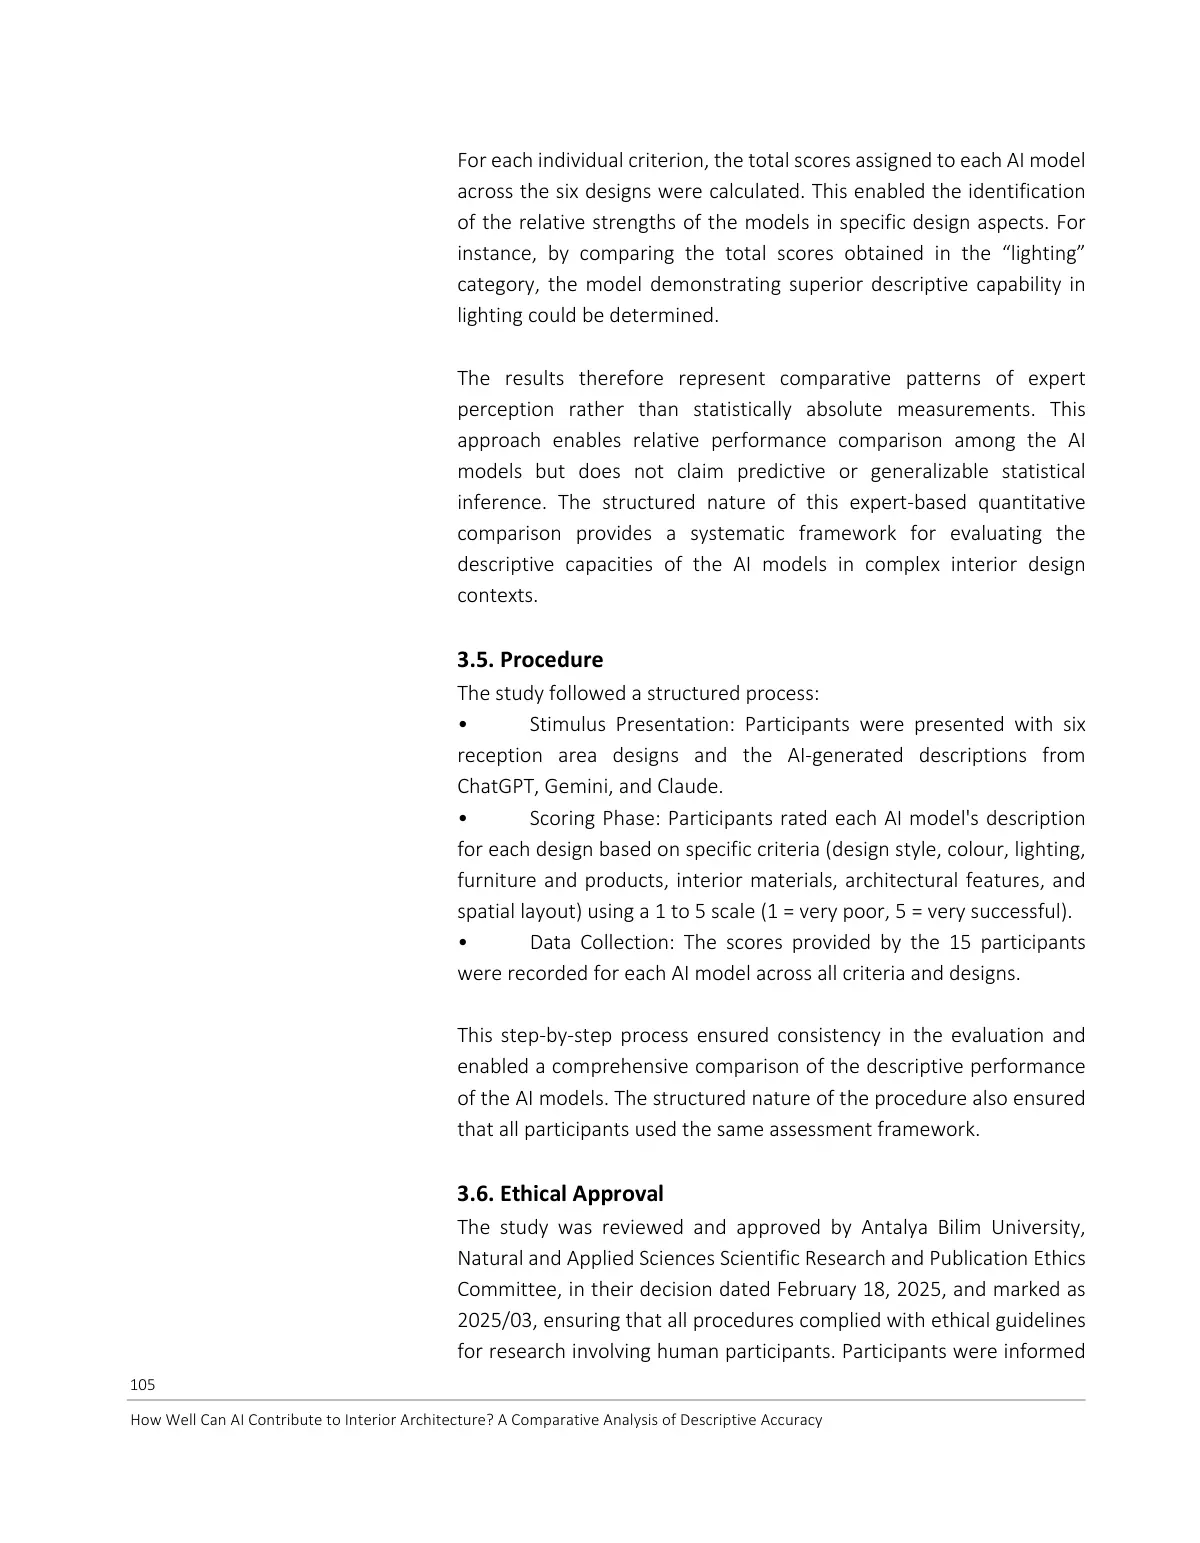 For each individual criterion, the total scores assigned to each AI model
across the six designs were calculated. This enabled the identification
of the relative strengths of the models in specific design aspects. For
instance, by comparing the total scores obtained in the “lighting”
category, the model demonstrating superior descriptive capability in
lighting could be determined.
The results therefore represent comparative patterns of expert
perception rather than statistically absolute measurements. This
approach enables relative performance comparison among the AI
models but does not claim predictive or generalizable statistical
inference. The structured nature of this expert-based quantitative
comparison provides a systematic framework for evaluating the
descriptive capacities of the AI models in complex interior design
contexts.
3.5. Procedure
The study followed a structured process:
• Stimulus Presentation: Participants were presented with six
reception area designs and the AI-generated descriptions from
ChatGPT, Gemini, and Claude.
• Scoring Phase: Participants rated each AI model's description
for each design based on specific criteria (design style, colour, lighting,
furniture and products, interior materials, architectural features, and
spatial layout) using a 1 to 5 scale (1 = very poor, 5 = very successful).
• Data Collection: The scores provided by the 15 participants
were recorded for each AI model across all criteria and designs.
This step-by-step process ensured consistency in the evaluation and
enabled a comprehensive comparison of the descriptive performance
of the AI models. The structured nature of the procedure also ensured
that all participants used the same assessment framework.
3.6. Ethical Approval
The study was reviewed and approved by Antalya Bilim University,
Natural and Applied Sciences Scientific Research and Publication Ethics
Committee, in their decision dated February 18, 2025, and marked as
2025/03, ensuring that all procedures complied with ethical guidelines
for research involving human participants. Participants were informed
105
How Well Can AI Contribute to Interior Architecture? A Comparative Analysis of Descriptive Accuracy